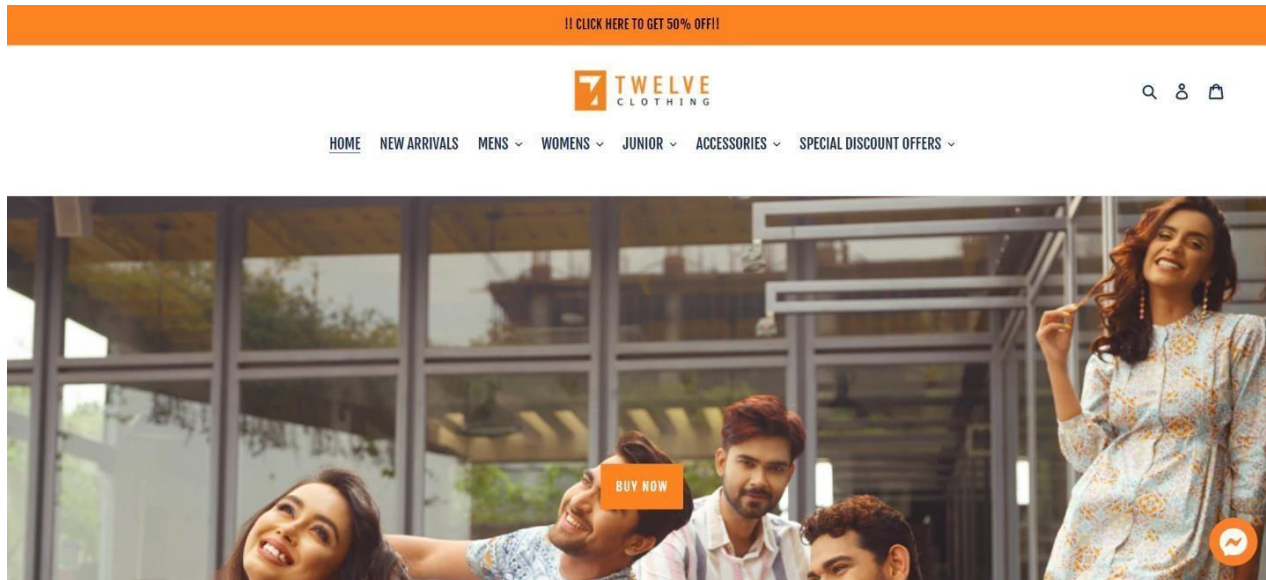 !! CLICK HERE TO GET 50% OFF!!
TWELVE
CLOTHING
HOME NEW ARRIVALS MENS WOMENS JUNIOR ACCESSORIES SPECIAL DISCOUNT OFFERS
BUY NOW